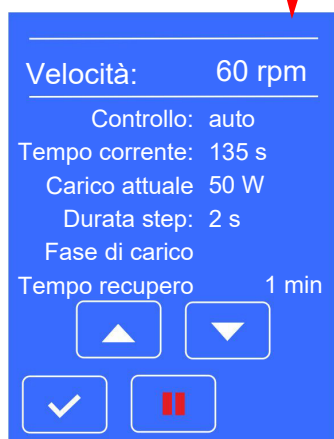 Velocità: 60 rpm
Controllo: auto
Tempo corrente: 135 s
Carico attuale 50 W
Durata step: 2 s
Fase di carico
Tempo recupero 1 min